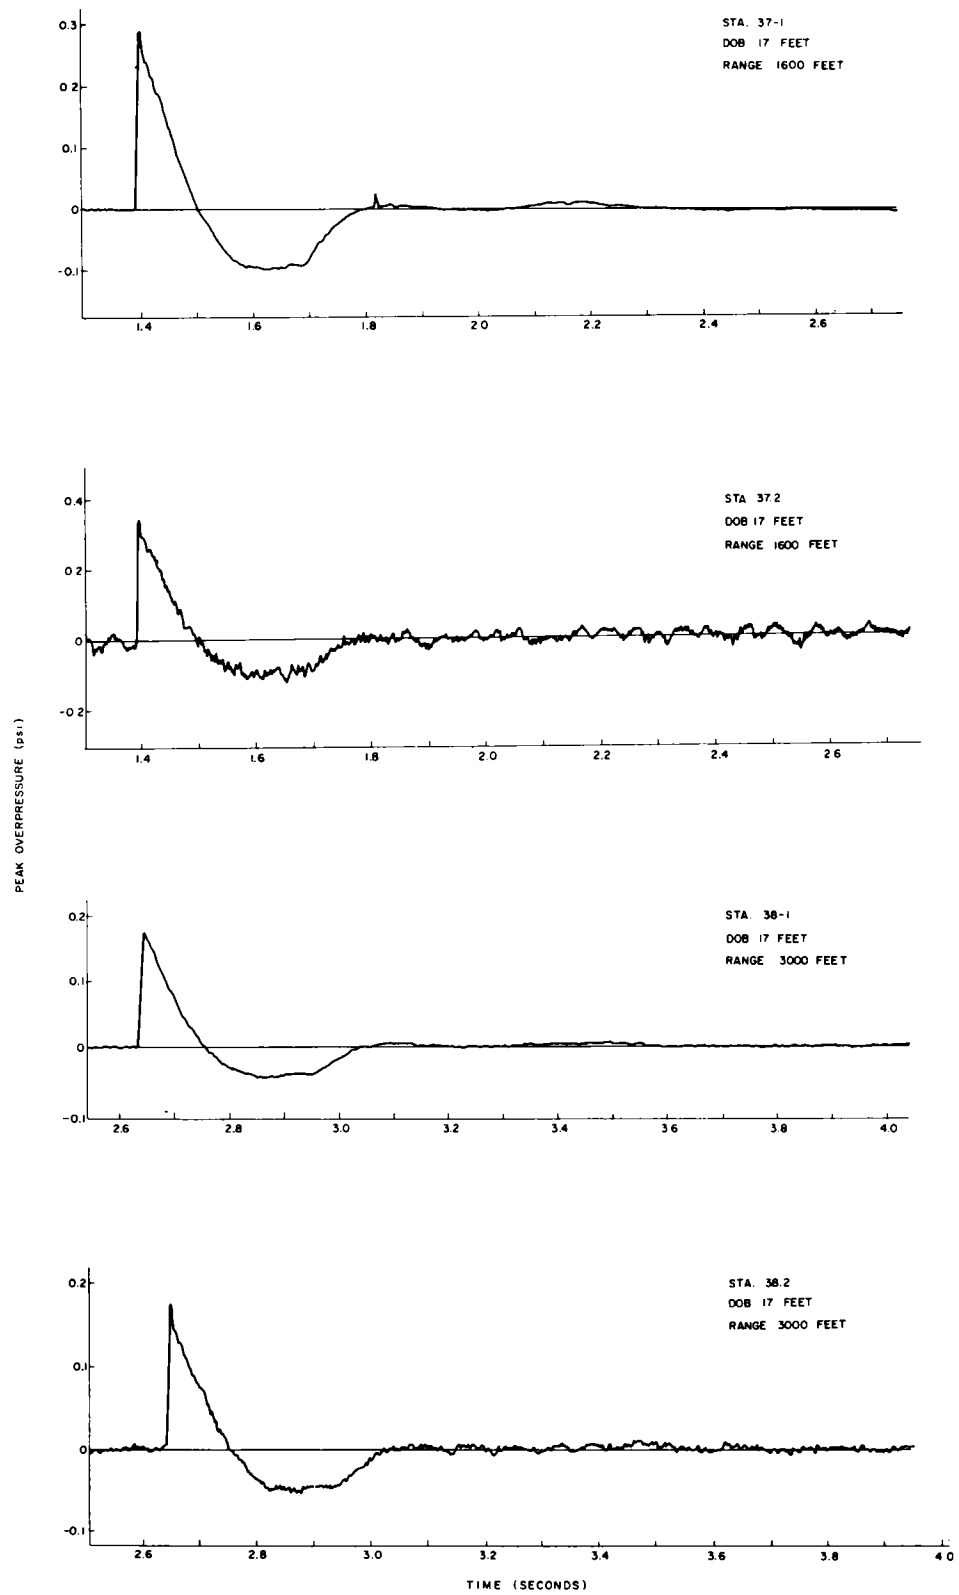 STA. 37-1
DOB 17 FEET
RANGE 1600 FEET
0.3
0.2
0.1
0
-0.1
1.4 1.6 1.8 2.0 2.2 2.4 2.6
STA 37.2
DOB 17 FEET
RANGE 1600 FEET
0.4
0.2
0
-0.2
1.4 1.6 1.8 2.0 2.2 2.4 2.6
PEAK OVERPRESSURE (psi)
STA. 38-1
DOB 17 FEET
RANGE 3000 FEET
0.2
0.1
0
-0.1
2.6 2.8 3.0 3.2 3.4 3.6 3.8 4.0
STA. 38.2
DOB 17 FEET
RANGE 3000 FEET
0.2
0.1
0
-0.1
2.6 2.8 3.0 3.2 3.4 3.6 3.8 4.0
TIME (SECONDS)